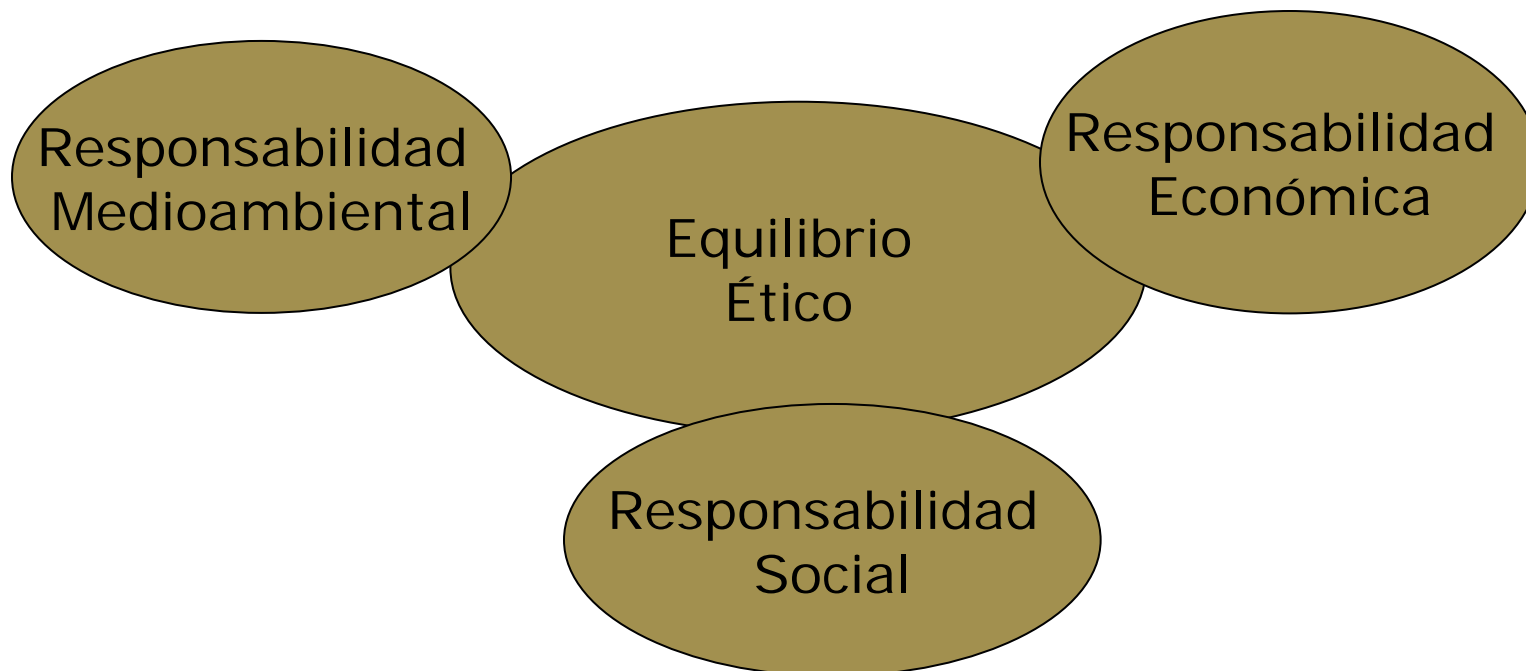 Responsabilidad
Medioambiental
Equilibrio
Ético
Responsabilidad
Económica
Responsabilidad
Social